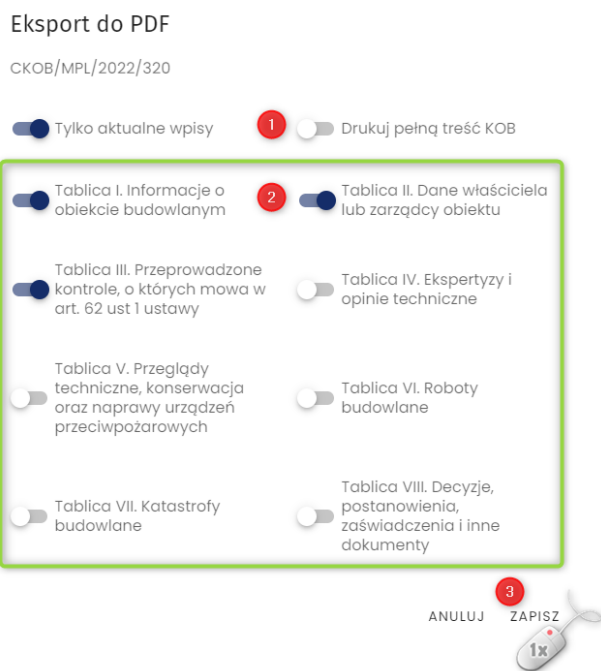 Eksport do PDF
CKOB/MPL/2022/320
Tylko aktualne wpisy
1
Drukuj pełną treść KOB
Tablica I. Informacje o
obiekcie budowlanym
2
Tablica II. Dane właściciela
lub zarządcy obiektu
Tablica III. Przeprowadzone
kontrole, o których mowa w
art. 62 ust 1 ustawy
Tablica IV. Ekspertyzy i
opinie techniczne
Tablica V. Przeglądy
techniczne, konserwacja
oraz naprawy urządzeń
przeciwpożarowych
Tablica VI. Roboty
budowlane
Tablica VII. Katastrofy
budowlane
Tablica VIII. Decyzje,
postanowienia,
zaświadczenia i inne
dokumenty
3
ANULUJ
ZAPISZ
1x